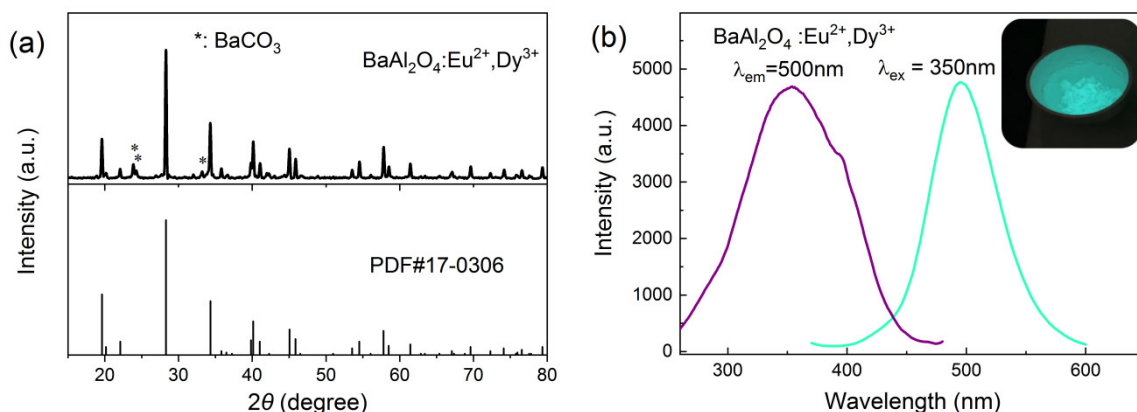 (a)
*: BaCO₃
BaAl₂O₄:Eu²⁺,Dy³⁺
*
*
*
PDF#17-0306
Intensity (a.u.)
20 30 40 50 60 70 80
2θ (degree)
(b)
BaAl₂O₄ :Eu²⁺,Dy³⁺
λem=500nm λex = 350nm
5000
4000
3000
2000
1000
0
Intensity (a.u.)
300 400 500 600
Wavelength (nm)